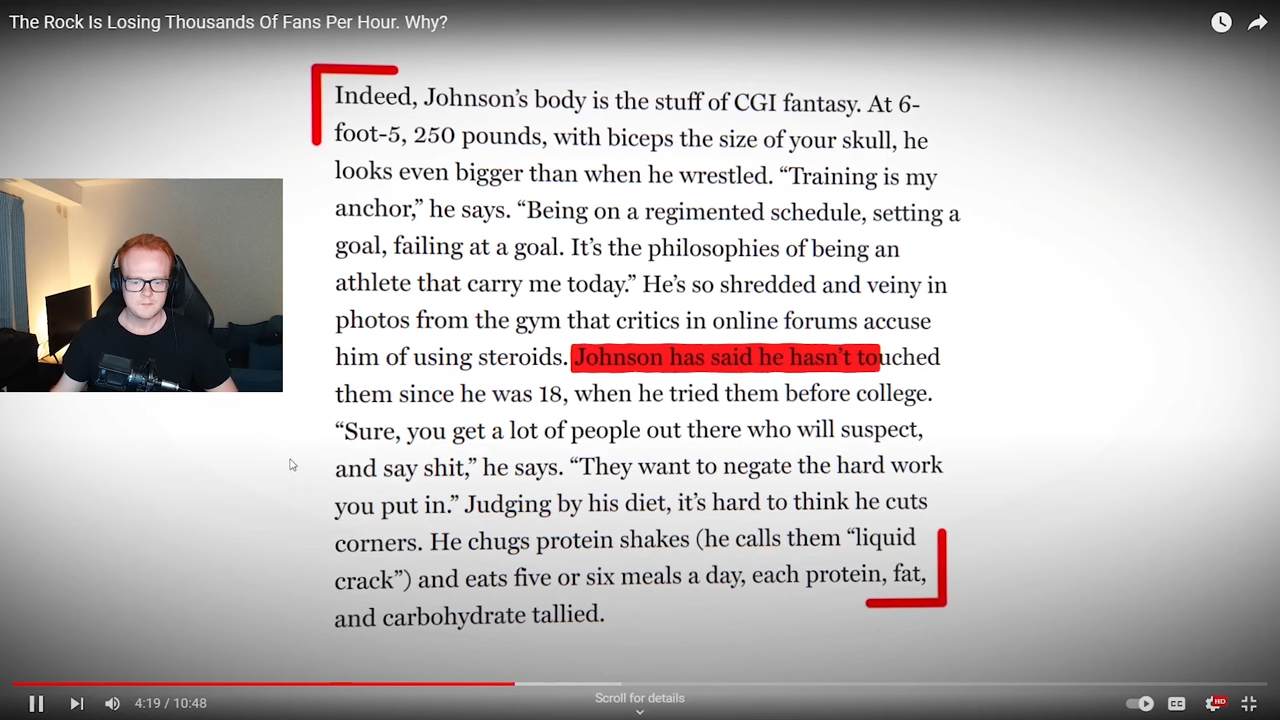 The Rock Is Losing Thousands Of Fans Per Hour. Why?
Indeed, Johnson's body is the stuff of CGI fantasy. At 6-
foot-5, 250 pounds, with biceps the size of your skull, he
looks even bigger than when he wrestled. “Training is my
anchor,” he says. “Being on a regimented schedule, setting a
goal, failing at a goal. It’s the philosophies of being an
athlete that carry me today.” He’s so shredded and veiny in
photos from the gym that critics in online forums accuse
him of using steroids. Johnson has said he hasn’t touched
them since he was 18, when he tried them before college.
“Sure, you get a lot of people out there who will suspect,
and say shit,” he says. “They want to negate the hard work
you put in.” Judging by his diet, it’s hard to think he cuts
corners. He chugs protein shakes (he calls them “liquid
crack”) and eats five or six meals a day, each protein, fat,
and carbohydrate tallied.
4:19 / 10:48
Scroll for details
CC
HD